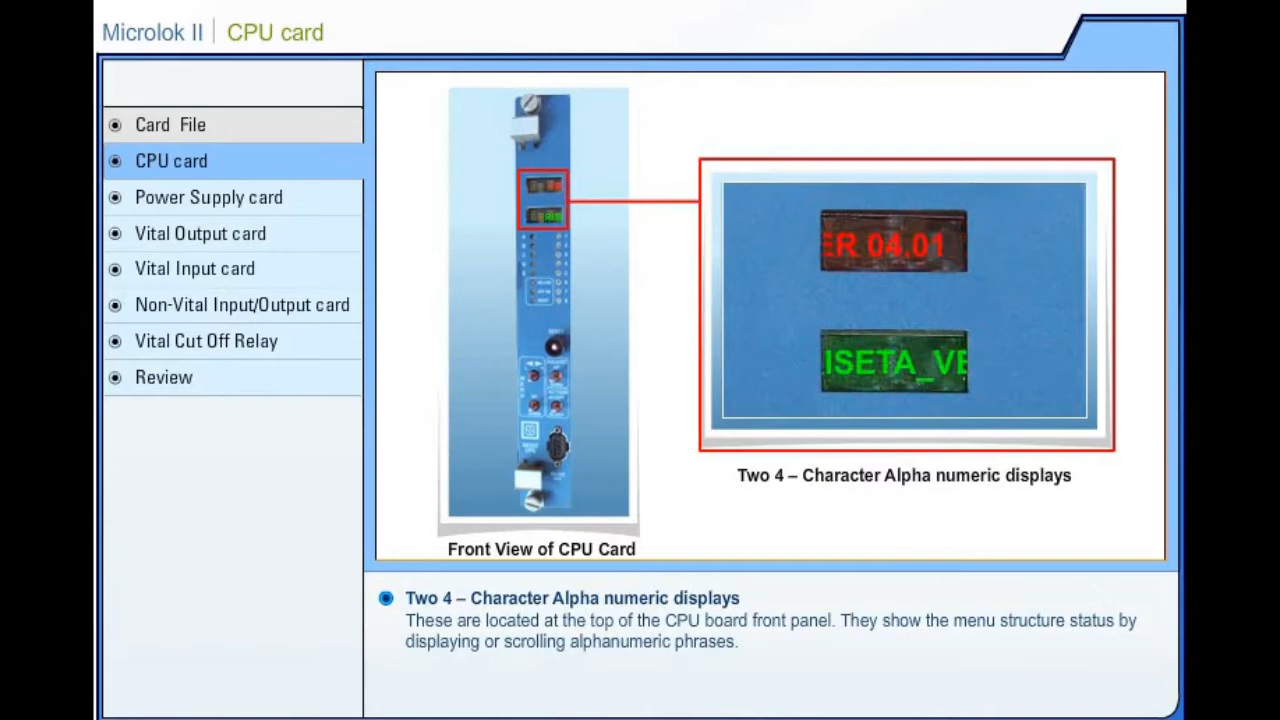 Microlok II | CPU card
Card File
CPU card
Power Supply card
Vital Output card
Vital Input card
Non-Vital Input/Output card
Vital Cut Off Relay
Review
ER 04.01
ISETA_VE
Two 4 – Character Alpha numeric displays
Front View of CPU Card
Two 4 – Character Alpha numeric displays
These are located at the top of the CPU board front panel. They show the menu structure status by
displaying or scrolling alphanumeric phrases.